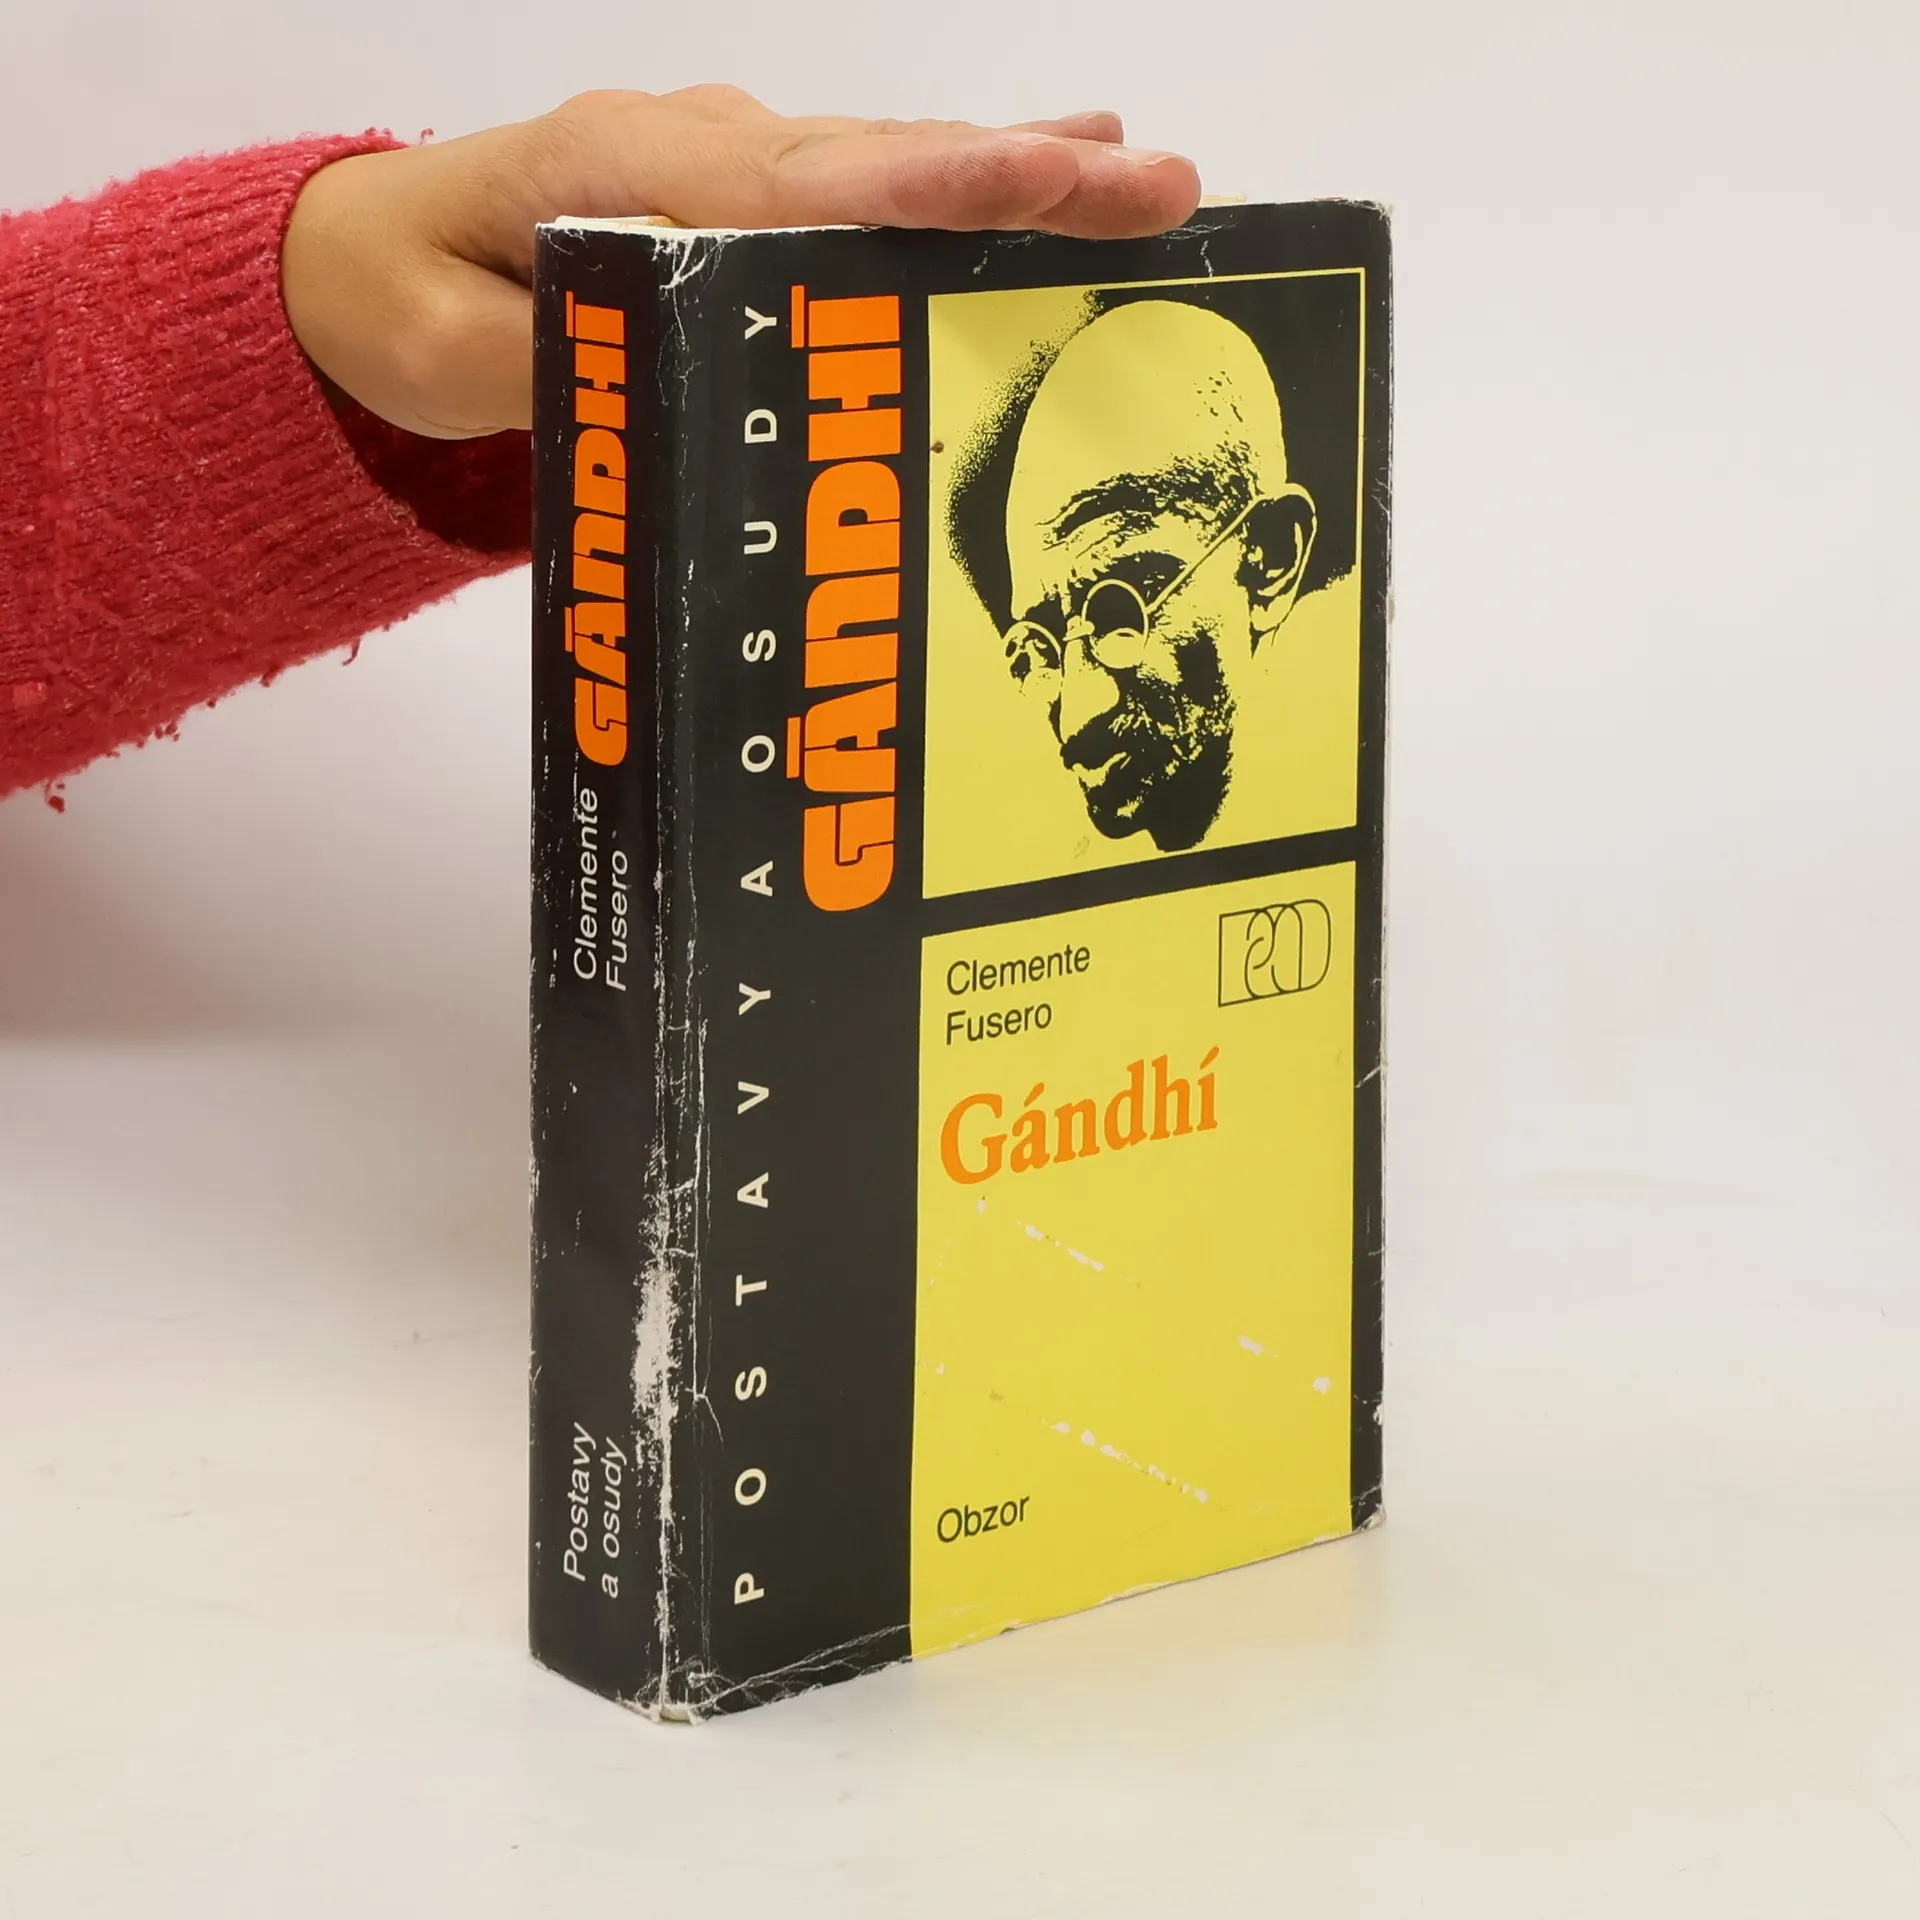 GÁNDHÍ
Clemente
Fusero
Postavy
a osudy
POSTAVY A OSUDY
GÁNDHÍ
Clemente
Fusero
Gándhí
Obzor